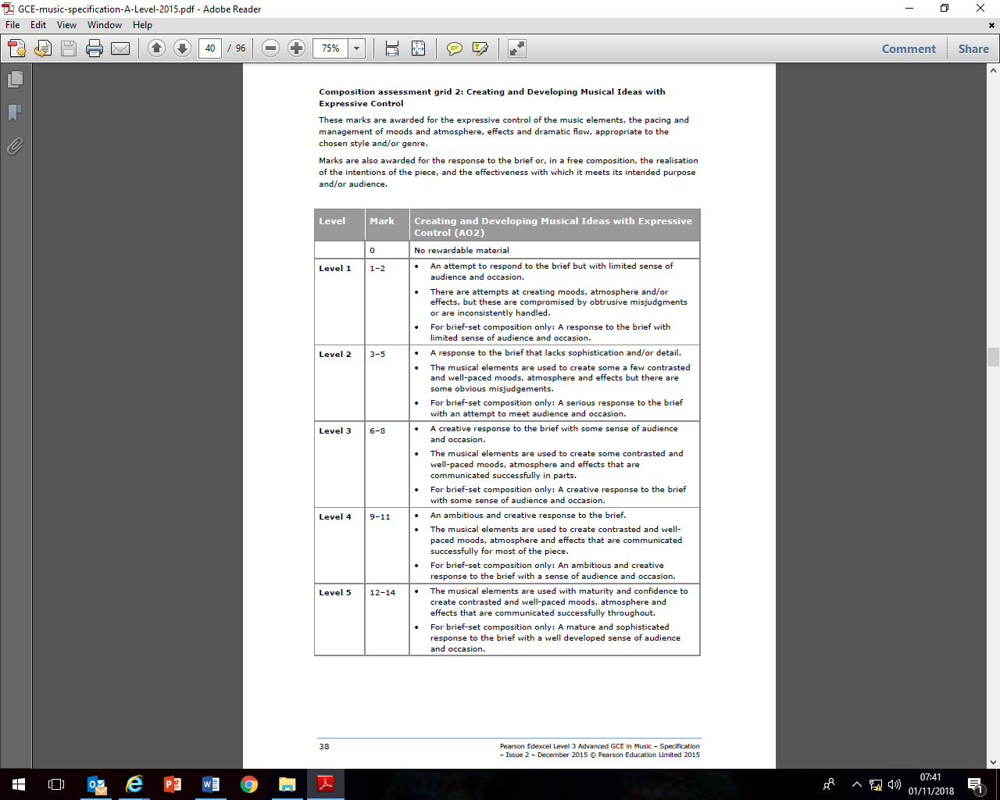 GCE-music-specification-A-Level-2015.pdf - Adobe Reader
File Edit View Window Help
40 / 96 75% Comment Share
Composition assessment grid 2: Creating and Developing Musical Ideas with
Expressive Control
These marks are awarded for the expressive control of the music elements, the pacing and
management of moods and atmosphere, effects and dramatic flow, appropriate to the
chosen style and/or genre.
Marks are also awarded for the response to the brief or, in a free composition, the realisation
of the intentions of the piece, and the effectiveness with which it meets its intended purpose
and/or audience.
Level Mark Creating and Developing Musical Ideas with Expressive
Control (AO2)
0 No rewardable material
Level 1 1–2 • An attempt to respond to the brief but with limited sense of
audience and occasion.
• There are attempts at creating moods, atmosphere and/or
effects, but these are compromised by obtrusive misjudgments
or are inconsistently handled.
• For brief-set composition only: A response to the brief with
limited sense of audience and occasion.
Level 2 3–5 • A response to the brief that lacks sophistication and/or detail.
• The musical elements are used to create some a few contrasted
and well-paced moods, atmosphere and effects but there are
some obvious misjudgements.
• For brief-set composition only: A serious response to the brief
with an attempt to meet audience and occasion.
Level 3 6–8 • A creative response to the brief with some sense of audience
and occasion.
• The musical elements are used to create some contrasted and
well-paced moods, atmosphere and effects that are
communicated successfully in parts.
• For brief-set composition only: A creative response to the brief
with some sense of audience and occasion.
Level 4 9–11 • An ambitious and creative response to the brief.
• The musical elements are used to create contrasted and well-
paced moods, atmosphere and effects that are communicated
successfully for most of the piece.
• For brief-set composition only: An ambitious and creative
response to the brief with a sense of audience and occasion.
Level 5 12–14 • The musical elements are used with maturity and confidence to
create contrasted and well-paced moods, atmosphere and
effects that are communicated successfully throughout.
• For brief-set composition only: A mature and sophisticated
response to the brief with a well developed sense of audience
and occasion.
38 Pearson Edexcel Level 3 Advanced GCE in Music – Specification
– Issue 2 – December 2015 © Pearson Education Limited 2015
07:41
01/11/2018
1